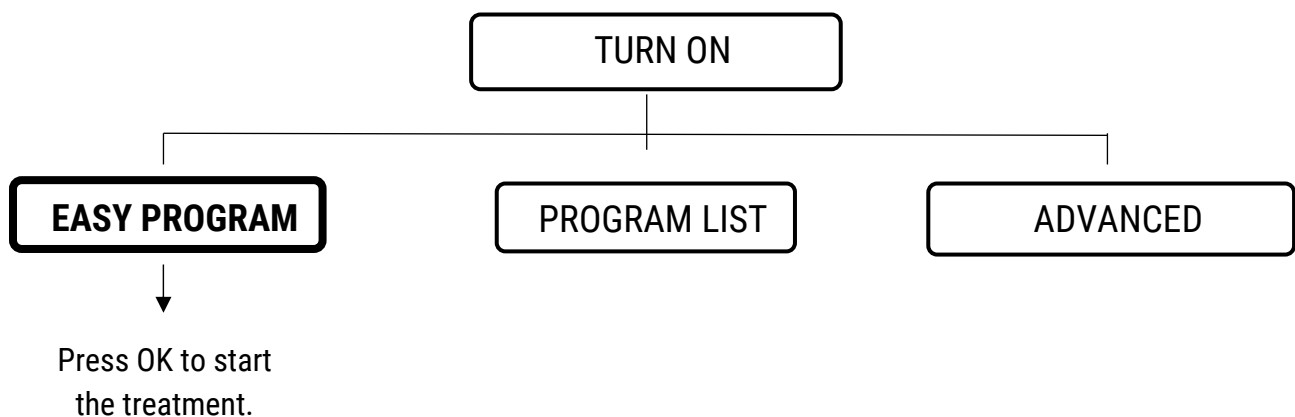 TURN ON
EASY PROGRAM
PROGRAM LIST
ADVANCED
Press OK to start
the treatment.